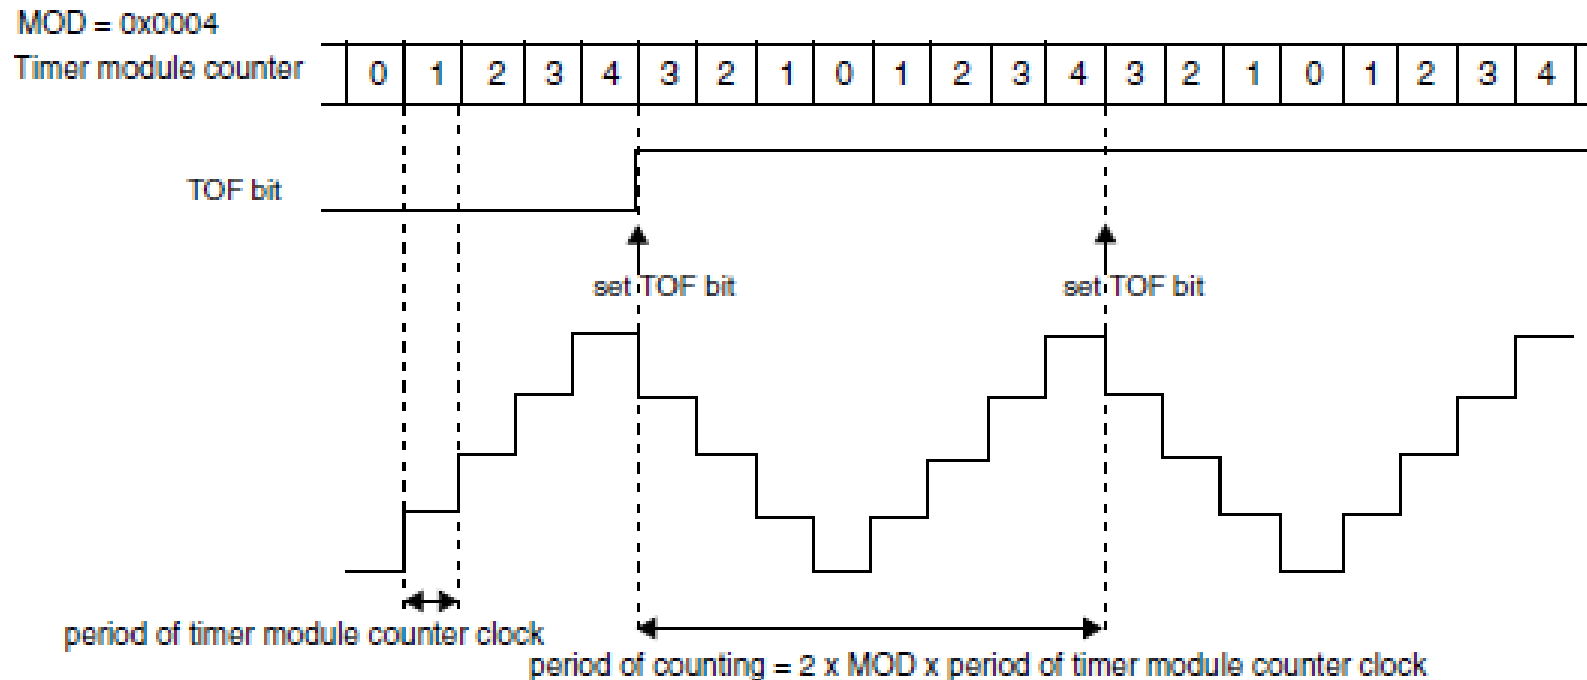 MOD = 0x0004
Timer module counter 0 1 2 3 4 3 2 1 0 1 2 3 4 3 2 1 0 1 2 3 4
TOF bit
set TOF bit set TOF bit
period of timer module counter clock
period of counting = 2 x MOD x period of timer module counter clock